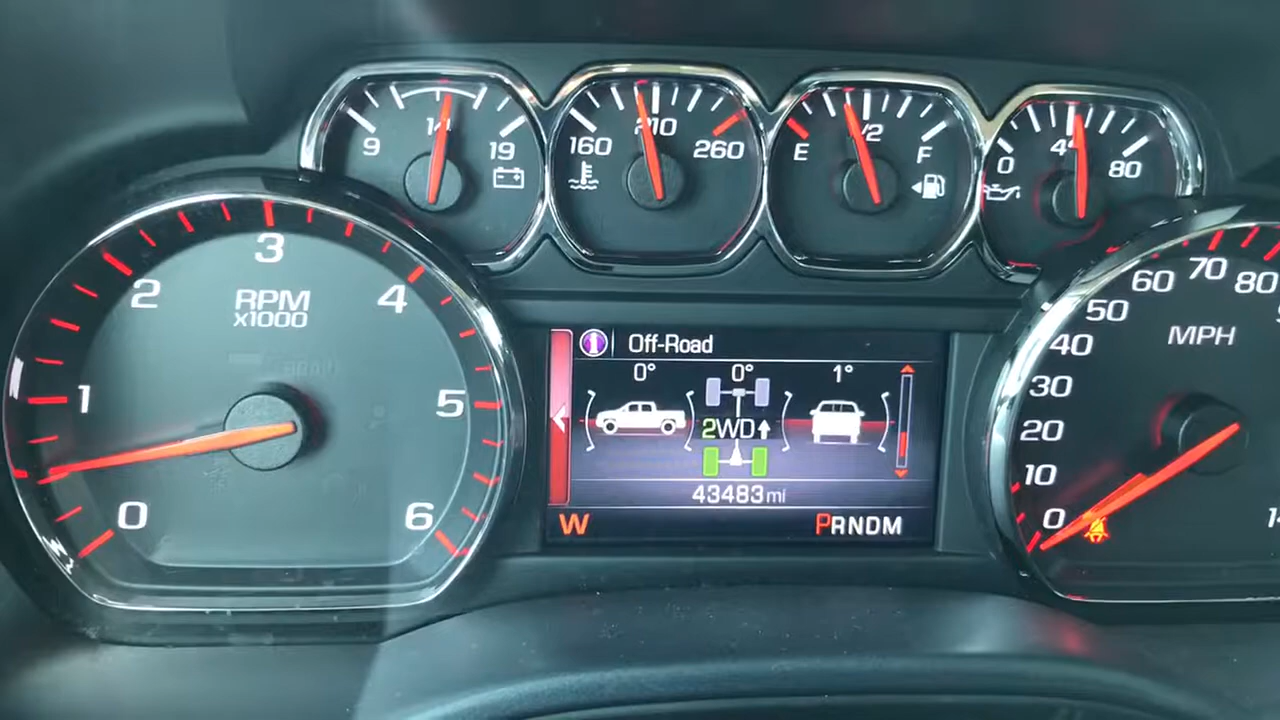 9 14 19
160 210 260
E 1/2 F
0 80
0 1 2 3 4 5 6
RPM
x1000
Off-Road
0° 0° 1°
2WD
43483 mi
W PRNDM
0 10 20 30 40 50 60 70 80
MPH